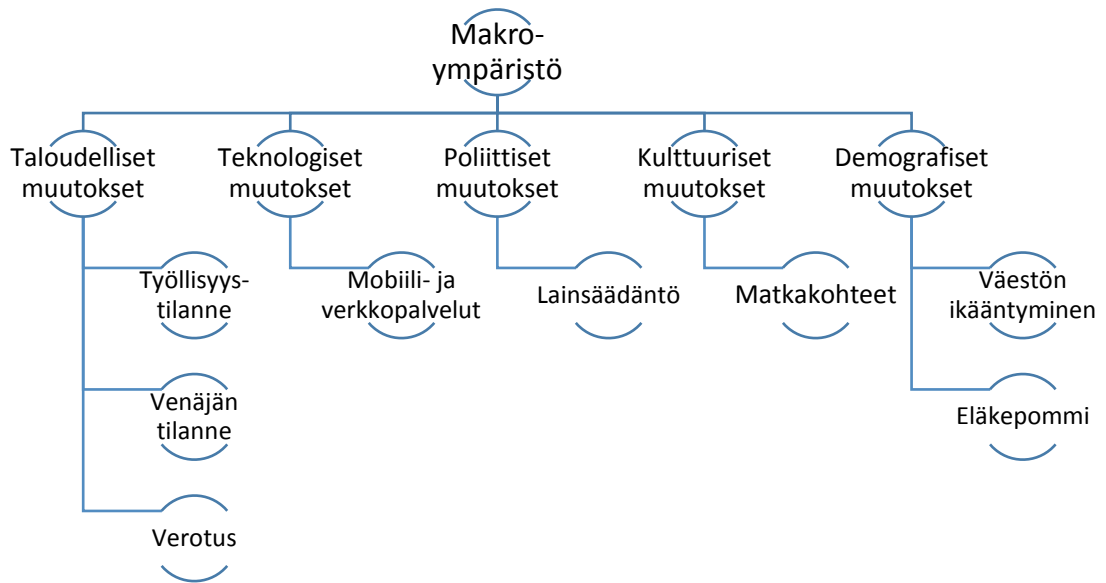 Makro-
ympäristö
Taloudelliset
muutokset
Teknologiset
muutokset
Poliittiset
muutokset
Kulttuuriset
muutokset
Demografiset
muutokset
Työllisyys-
tilanne
Mobiili- ja
verkkopalvelut
Lainsäädäntö
Matkakohteet
Väestön
ikääntyminen
Venäjän
tilanne
Eläkepommi
Verotus